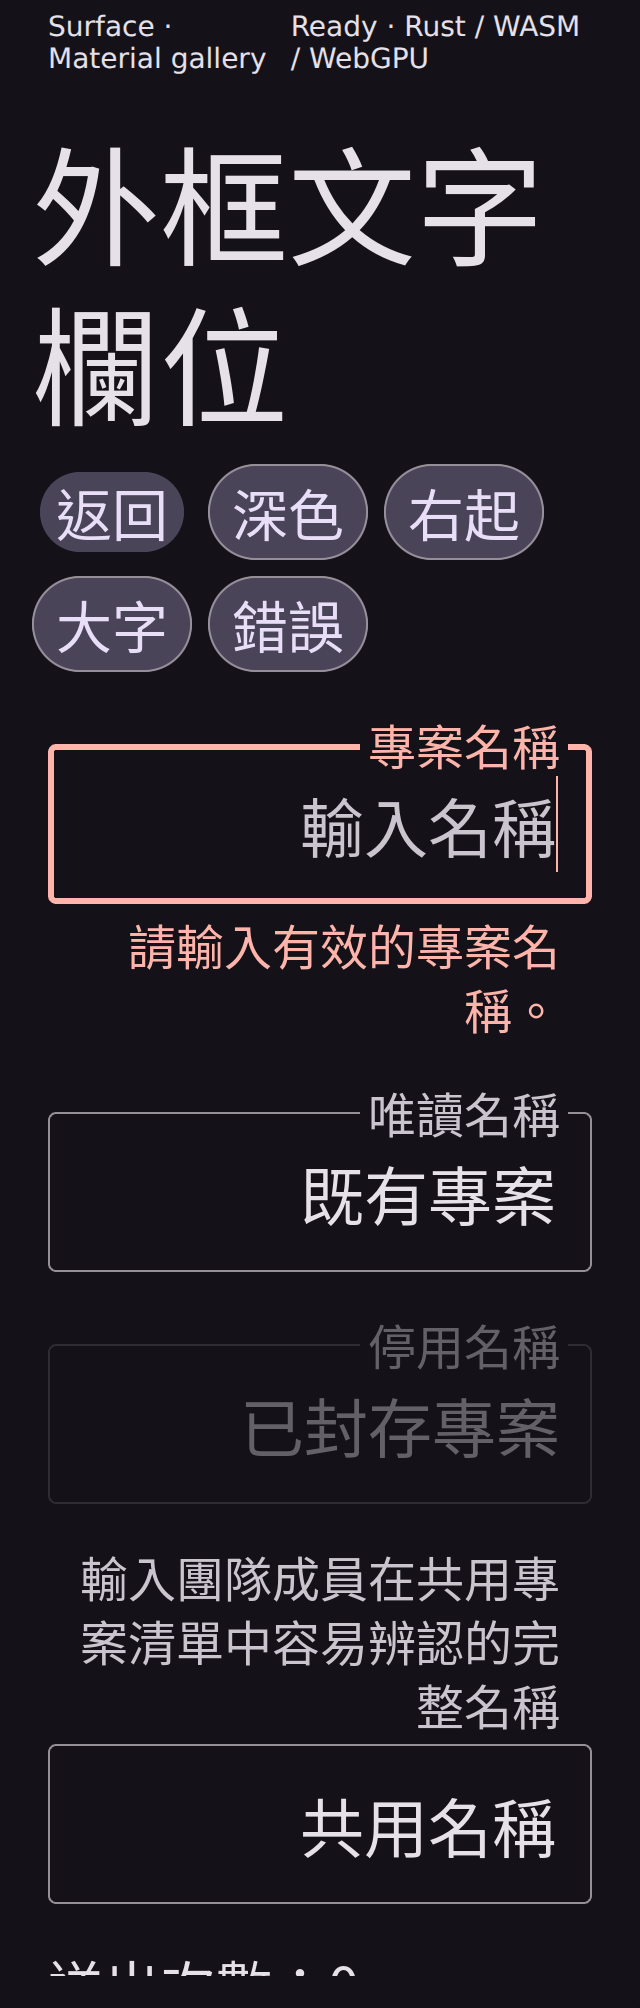 Surface ·
Material gallery
Ready · Rust / WASM
/ WebGPU
外框文字
欄位
返回
深色
右起
大字
錯誤
專案名稱
輸入名稱
請輸入有效的專案名
稱。
唯讀名稱
既有專案
停用名稱
已封存專案
輸入團隊成員在共用專
案清單中容易辨認的完
整名稱
共用名稱